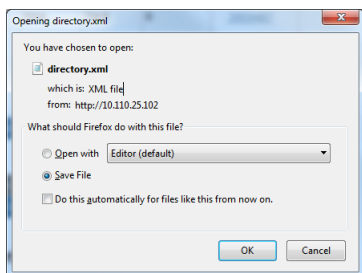 Opening directory.xml
You have chosen to open:
directory.xml
which is: XML file
from: http://10.110.25.102
What should Firefox do with this file?
Open with Editor (default)
Save File
Do this automatically for files like this from now on.
OK Cancel